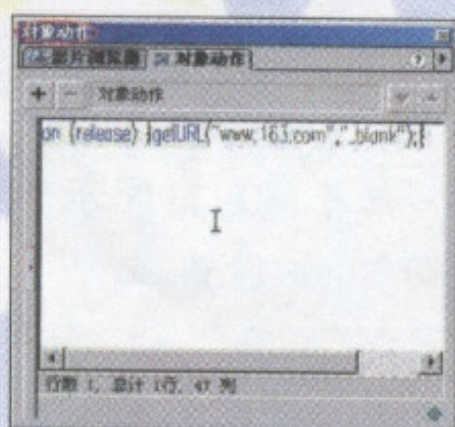 对象动作
影片浏览器 对象动作
+ - 对象动作
on (release) {getURL("www.163.com","_blank");}
行数 1, 总计 1行, 47 列